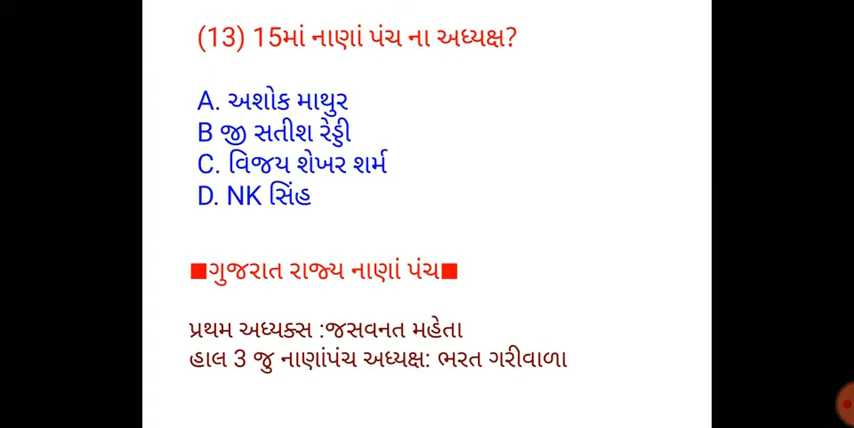 (13) 15માં નાણાં પંચ ના અધ્યક્ષ?
A. અશોક માથુર
B જી સતીશ રેડ્ડી
C. વિજય શેખર શર્મ
D. NK સિંહ
■ગુજરાત રાજ્ય નાણાં પંચ■
પ્રથમ અધ્યક્સ :જસવનત મહેતા
હાલ 3 જુ નાણાંપંચ અધ્યક્ષ: ભરત ગરીવાળા